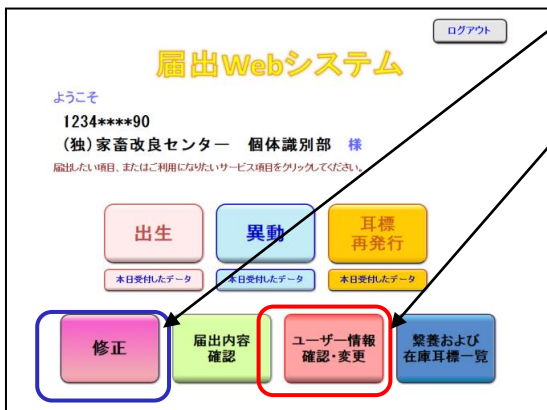 ログアウト
届出Webシステム
ようこそ
1234****90
(独)家畜改良センター 個体識別部 様
届出したい項目、またはご利用になりたいサービス項目をクリックしてください。
出生
異動
耳標
再発行
本日受付したデータ
本日受付したデータ
本日受付したデータ
修正
届出内容
確認
ユーザー情報
確認・変更
繋養および
在庫耳標一覧